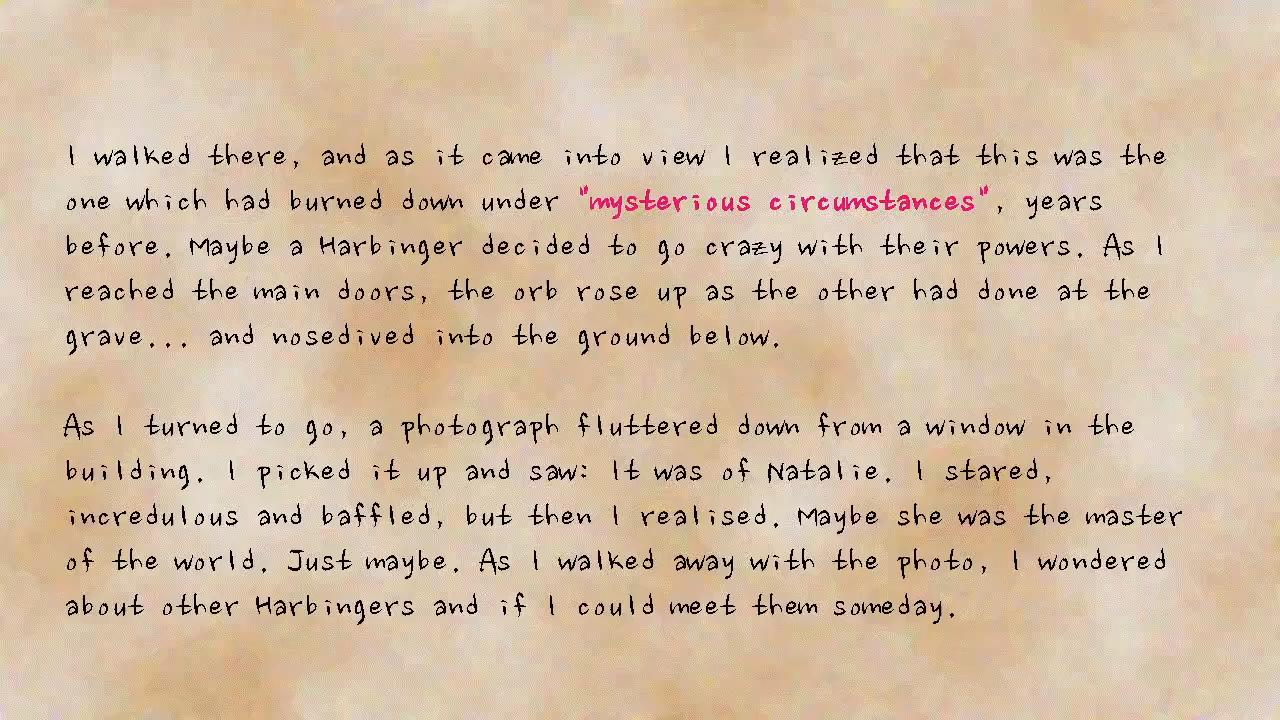 I walked there, and as it came into view I realized that this was the
one which had burned down under "mysterious circumstances", years
before. Maybe a Harbinger decided to go crazy with their powers. As I
reached the main doors, the orb rose up as the other had done at the
grave... and nosedived into the ground below.
As I turned to go, a photograph fluttered down from a window in the
building. I picked it up and saw: It was of Natalie. I stared,
incredulous and baffled, but then I realised. Maybe she was the master
of the world. Just maybe. As I walked away with the photo, I wondered
about other Harbingers and if I could meet them someday.